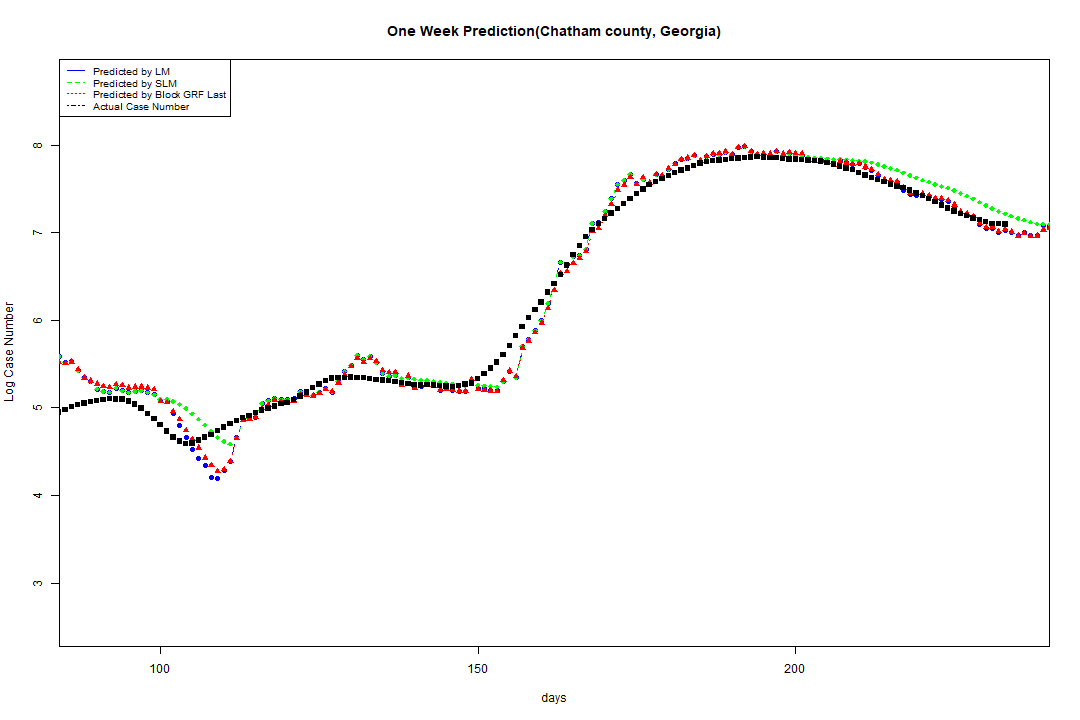 One Week Prediction(Chatham county, Georgia)
Predicted by LM
Predicted by SLM
Predicted by Block GRF Last
Actual Case Number
Log Case Number
8
7
6
5
4
3
100 150 200
days